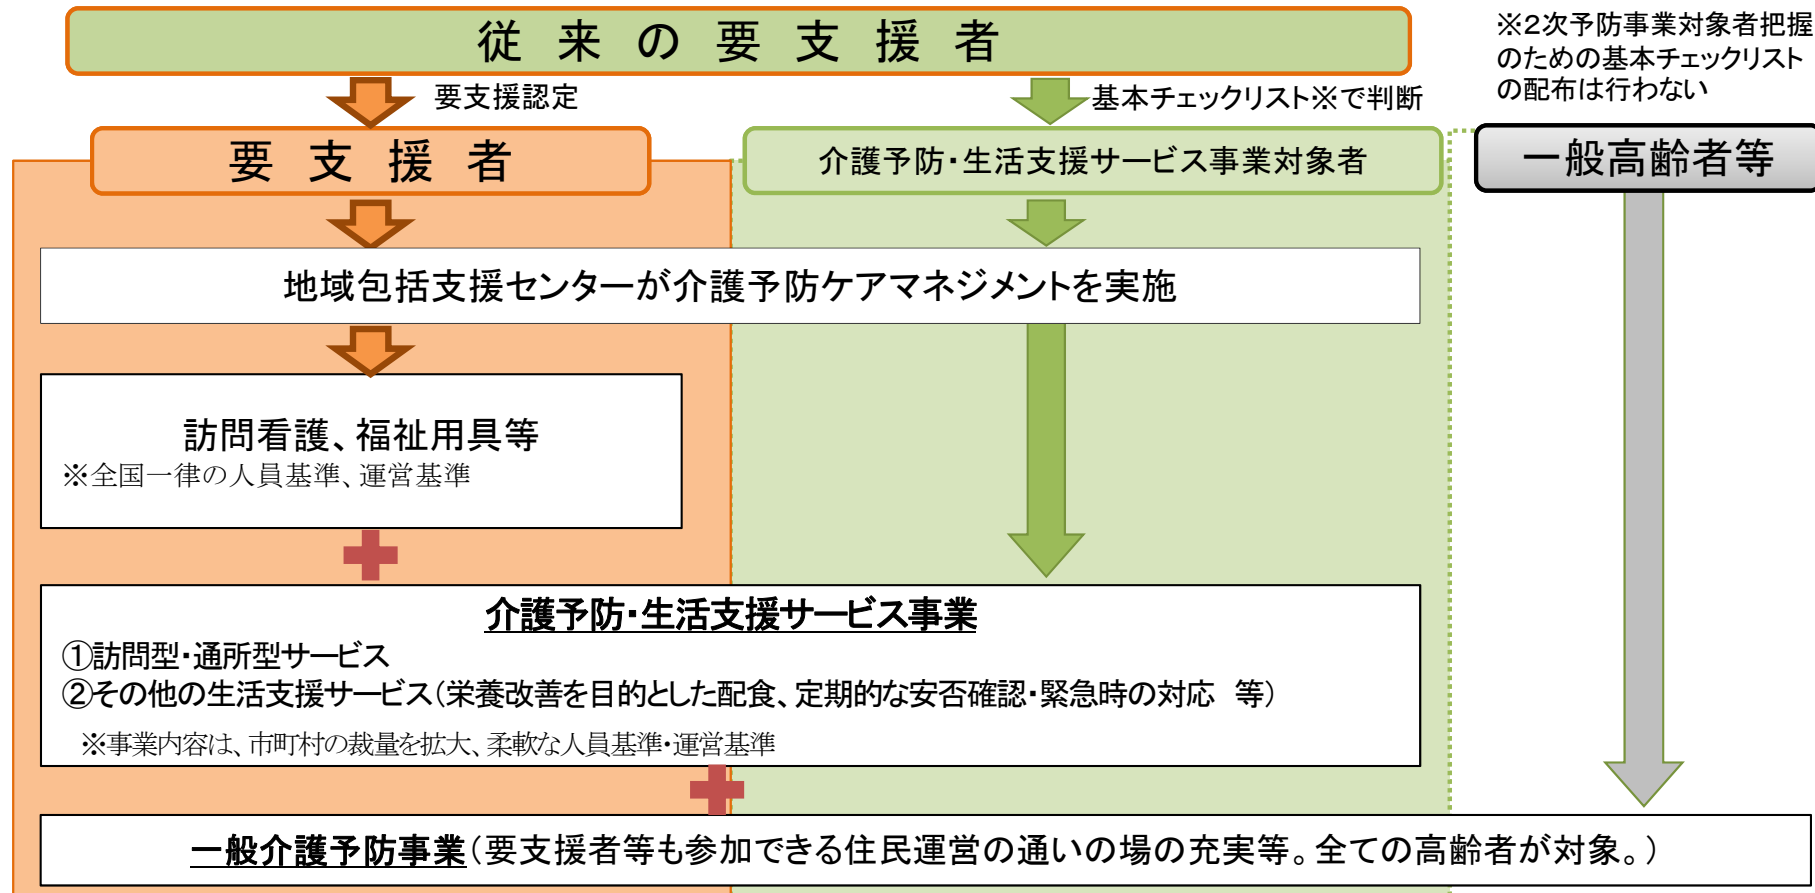 従来の要支援者
※2次予防事業対象者把握
のための基本チェックリスト
の配布は行わない
要支援認定
基本チェックリスト※で判断
要支援者
介護予防・生活支援サービス事業対象者
一般高齢者等
地域包括支援センターが介護予防ケアマネジメントを実施
訪問看護、福祉用具等
※全国一律の人員基準、運営基準
介護予防・生活支援サービス事業
①訪問型・通所型サービス
②その他の生活支援サービス（栄養改善を目的とした配食、定期的な安否確認・緊急時の対応　等）
※事業内容は、市町村の裁量を拡大、柔軟な人員基準・運営基準
一般介護予防事業（要支援者等も参加できる住民運営の通いの場の充実等。全ての高齢者が対象。）